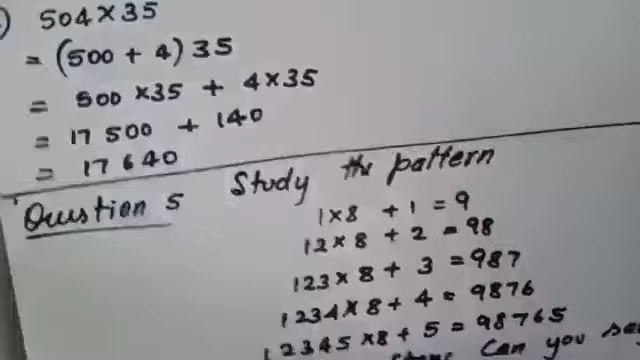 504 × 35
= (500 + 4) 35
= 500 × 35 + 4 × 35
= 17 500 + 140
= 17 640
Question 5 Study the pattern
1 × 8 + 1 = 9
12 × 8 + 2 = 98
123 × 8 + 3 = 987
1234 × 8 + 4 = 9876
12345 × 8 + 5 = 98765
Can you